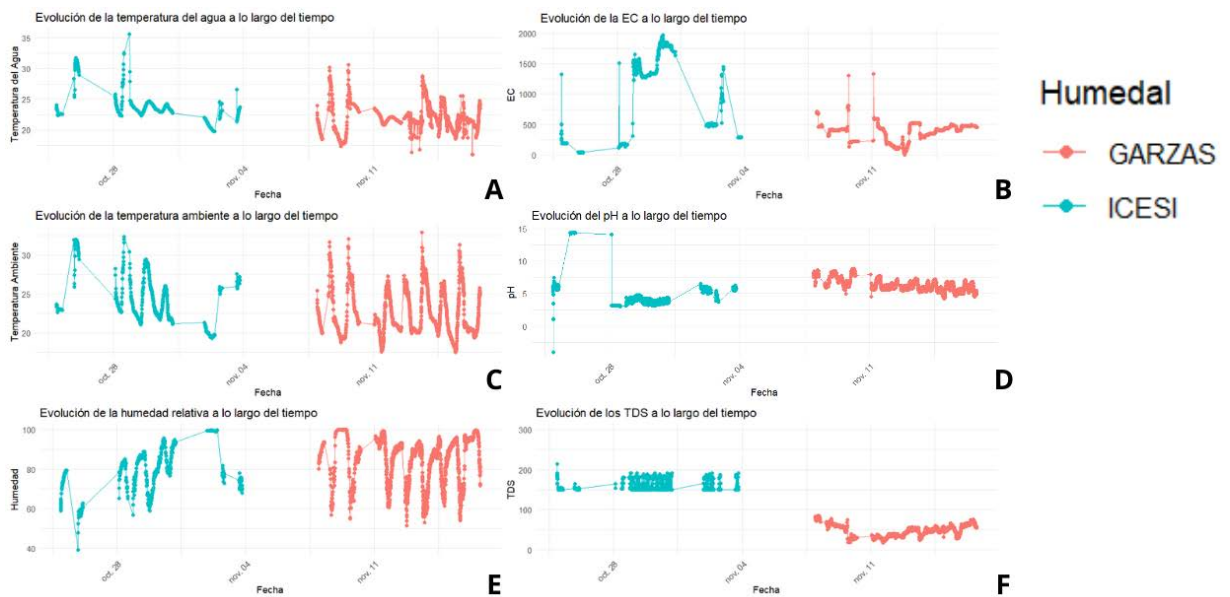 Evolución de la temperatura del agua a lo largo del tiempo
Temperatura del Agua
35
30
25
20
oct. 28
nov. 04
nov. 11
Fecha
A
Evolución de la EC a lo largo del tiempo
EC
2000
1500
1000
500
0
oct. 28
nov. 04
nov. 11
Fecha
B
Humedal
GARZAS
ICESI
Evolución de la temperatura ambiente a lo largo del tiempo
Temperatura Ambiente
30
25
20
oct. 28
nov. 04
nov. 11
Fecha
C
Evolución del pH a lo largo del tiempo
pH
15
10
5
0
oct. 28
nov. 04
nov. 11
Fecha
D
Evolución de la humedad relativa a lo largo del tiempo
Humedad
100
80
60
40
oct. 28
nov. 04
nov. 11
Fecha
E
Evolución de los TDS a lo largo del tiempo
TDS
300
200
100
0
oct. 28
nov. 04
nov. 11
Fecha
F